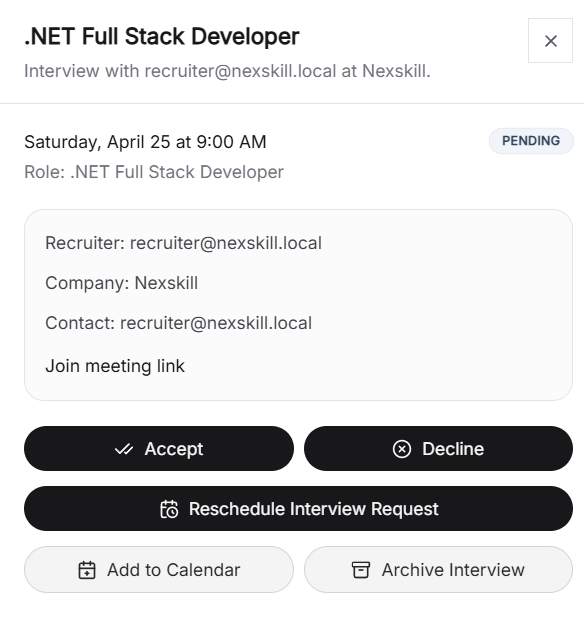 .NET Full Stack Developer
Interview with recruiter@nexskill.local at Nexskill.
Saturday, April 25 at 9:00 AM
PENDING
Role: .NET Full Stack Developer
Recruiter: recruiter@nexskill.local
Company: Nexskill
Contact: recruiter@nexskill.local
Join meeting link
Accept
Decline
Reschedule Interview Request
Add to Calendar
Archive Interview